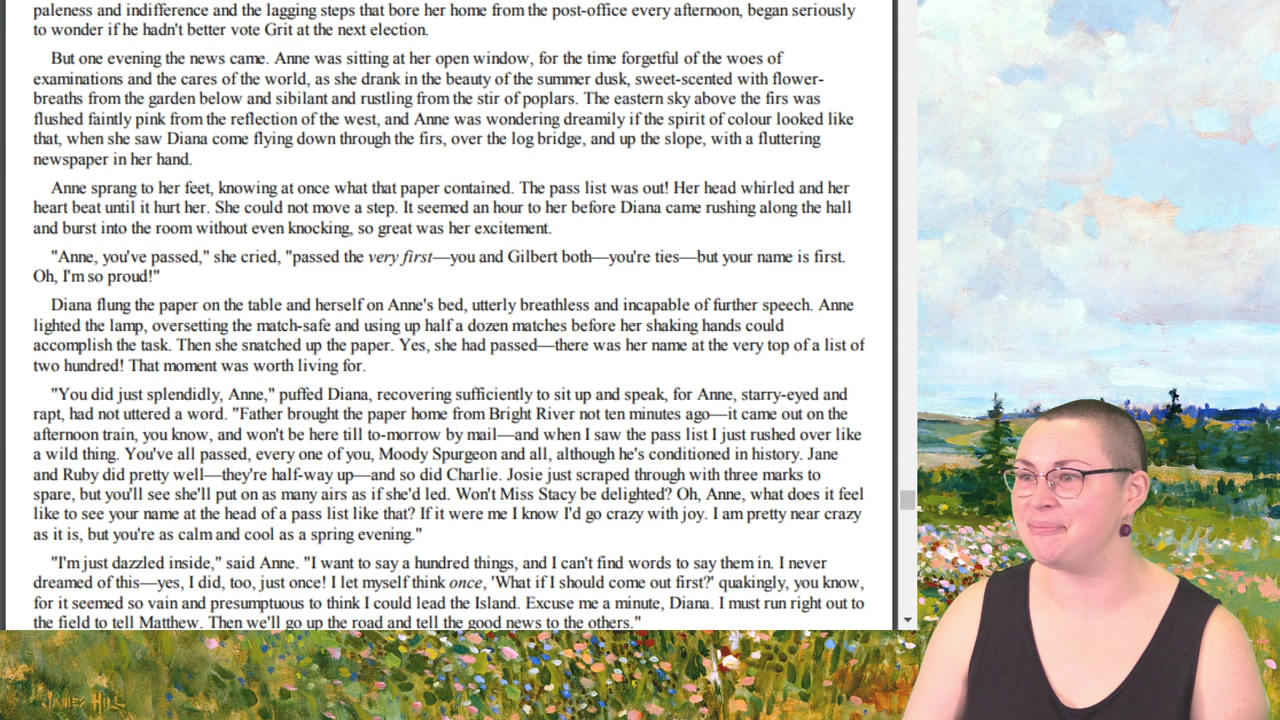 paleness and indifference and the lagging steps that bore her home from the post-office every afternoon, began seriously
to wonder if he hadn't better vote Grit at the next election.
But one evening the news came. Anne was sitting at her open window, for the time forgetful of the woes of
examinations and the cares of the world, as she drank in the beauty of the summer dusk, sweet-scented with flower-
breaths from the garden below and sibilant and rustling from the stir of poplars. The eastern sky above the firs was
flushed faintly pink from the reflection of the west, and Anne was wondering dreamily if the spirit of colour looked like
that, when she saw Diana come flying down through the firs, over the log bridge, and up the slope, with a fluttering
newspaper in her hand.
Anne sprang to her feet, knowing at once what that paper contained. The pass list was out! Her head whirled and her
heart beat until it hurt her. She could not move a step. It seemed an hour to her before Diana came rushing along the hall
and burst into the room without even knocking, so great was her excitement.
"Anne, you've passed," she cried, "passed the very first—you and Gilbert both—you're ties—but your name is first.
Oh, I'm so proud!"
Diana flung the paper on the table and herself on Anne's bed, utterly breathless and incapable of further speech. Anne
lighted the lamp, oversetting the match-safe and using up half a dozen matches before her shaking hands could
accomplish the task. Then she snatched up the paper. Yes, she had passed—there was her name at the very top of a list of
two hundred! That moment was worth living for.
"You did just splendidly, Anne," puffed Diana, recovering sufficiently to sit up and speak, for Anne, starry-eyed and
rapt, had not uttered a word. "Father brought the paper home from Bright River not ten minutes ago—it came out on the
afternoon train, you know, and won't be here till to-morrow by mail—and when I saw the pass list I just rushed over like
a wild thing. You've all passed, every one of you, Moody Spurgeon and all, although he's conditioned in history. Jane
and Ruby did pretty well—they're half-way up—and so did Charlie. Josie just scraped through with three marks to
spare, but you'll see she'll put on as many airs as if she'd led. Won't Miss Stacy be delighted? Oh, Anne, what does it feel
like to see your name at the head of a pass list like that? If it were me I know I'd go crazy with joy. I am pretty near crazy
as it is, but you're as calm and cool as a spring evening."
"I'm just dazzled inside," said Anne. "I want to say a hundred things, and I can't find words to say them in. I never
dreamed of this—yes, I did, too, just once! I let myself think once, 'What if I should come out first?' quakingly, you know,
for it seemed so vain and presumptuous to think I could lead the Island. Excuse me a minute, Diana. I must run right out to
the field to tell Matthew. Then we'll go up the road and tell the good news to the others."
JAMES HILL